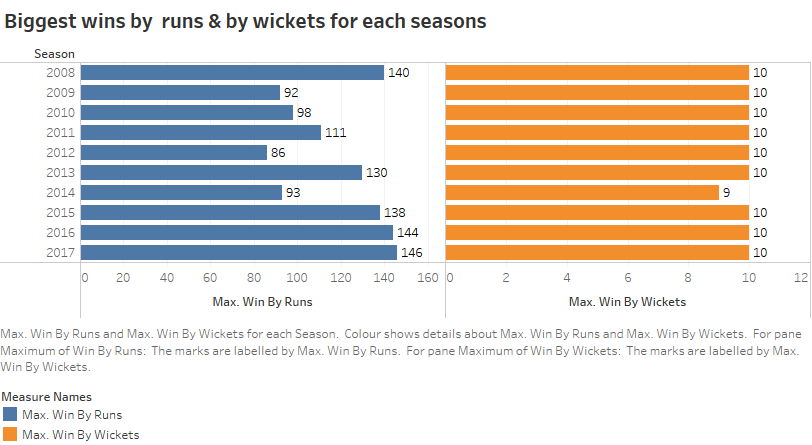 Biggest wins by  runs & by wickets for each seasons
Season
2008 140 10
2009 92 10
2010 98 10
2011 111 10
2012 86 10
2013 130 10
2014 93 9
2015 138 10
2016 144 10
2017 146 10
0 20 40 60 80 100 120 140 160 0 2 4 6 8 10 12
Max. Win By Runs Max. Win By Wickets
Max. Win By Runs and Max. Win By Wickets for each Season.  Colour shows details about Max. Win By Runs and Max. Win By Wickets.  For pane
Maximum of Win By Runs:  The marks are labelled by Max. Win By Runs.  For pane Maximum of Win By Wickets:  The marks are labelled by Max.
Win By Wickets.
Measure Names
Max. Win By Runs
Max. Win By Wickets